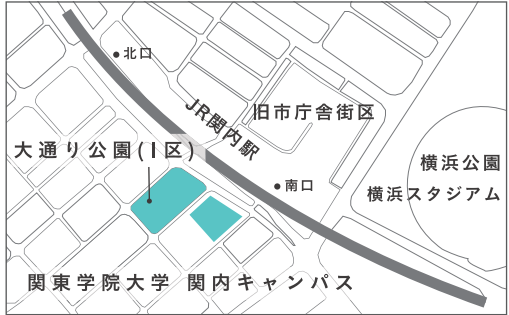 北口
JR関内駅
旧市庁舎街区
大通り公園(I区)
横浜公園
南口
横浜スタジアム
関東学院大学 関内キャンパス